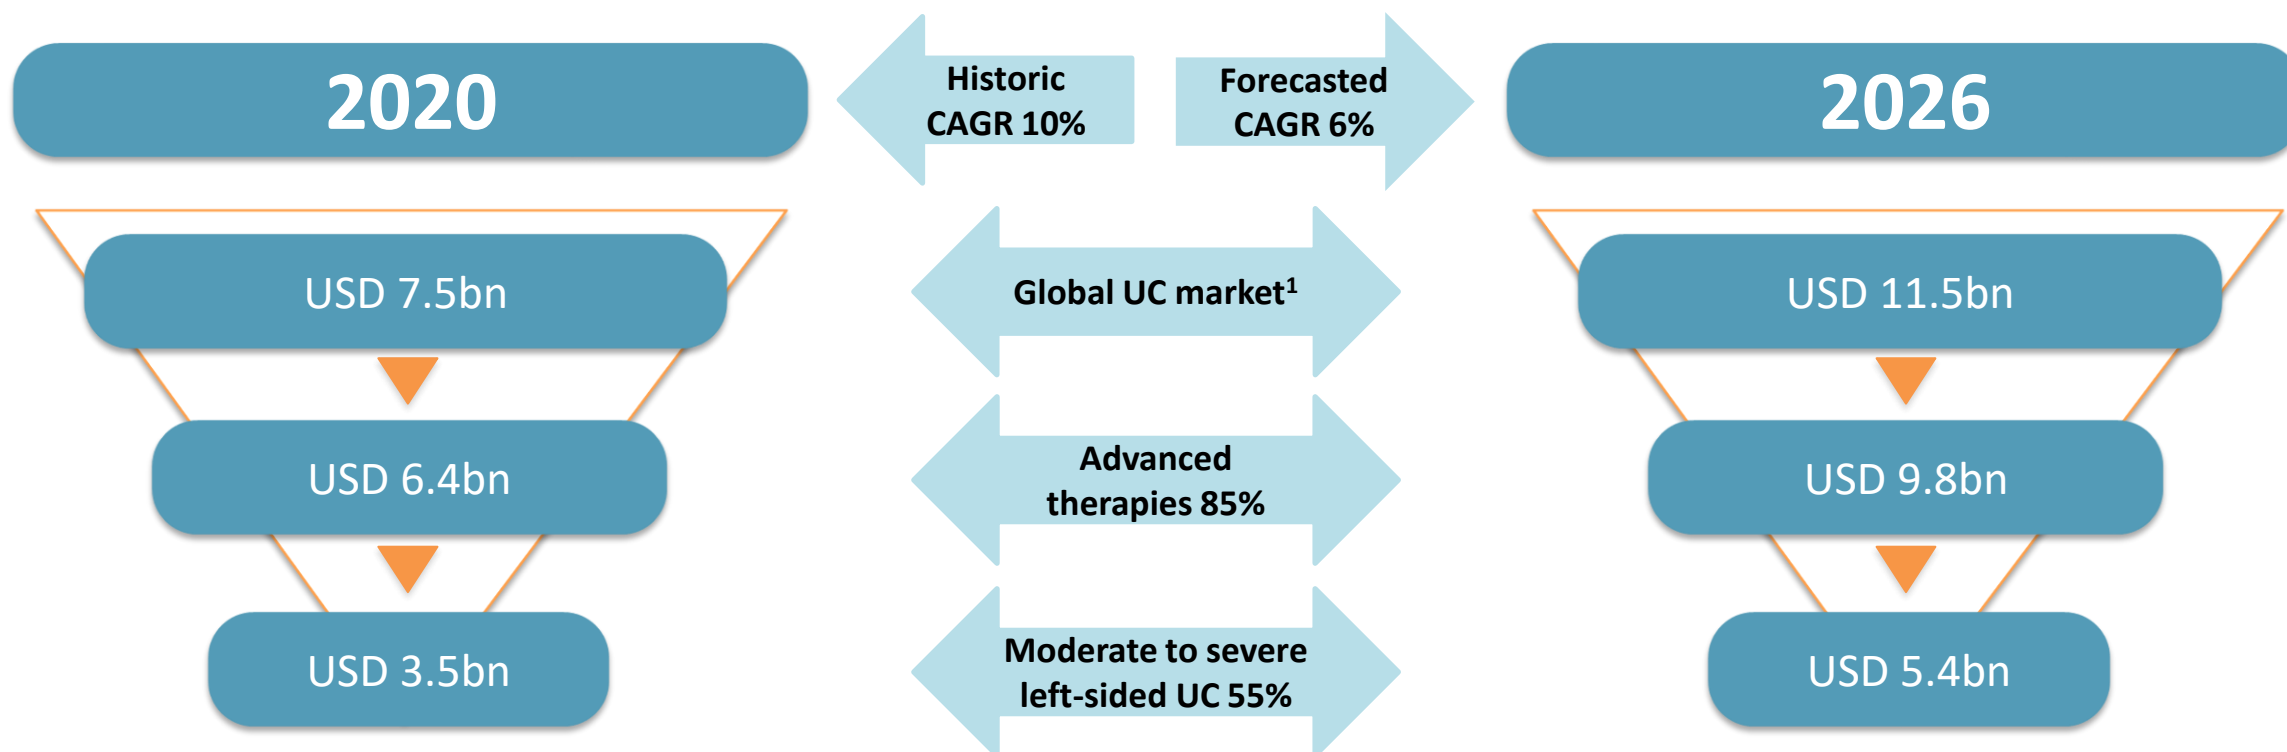 2020
Historic
CAGR 10%
Forecasted
CAGR 6%
2026
USD 7.5bn
Global UC market¹
USD 11.5bn
USD 6.4bn
Advanced
therapies 85%
USD 9.8bn
USD 3.5bn
Moderate to severe
left-sided UC 55%
USD 5.4bn